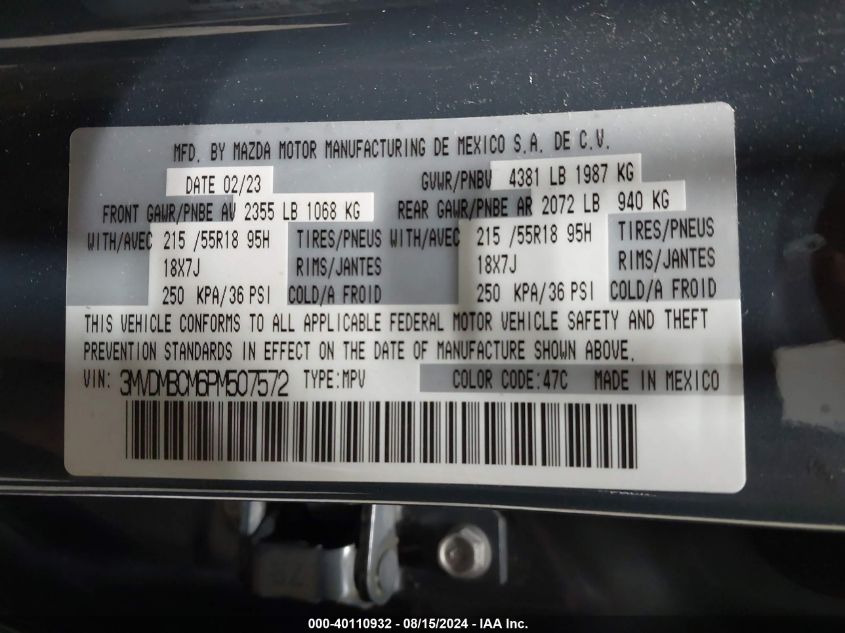 MFD. BY MAZDA MOTOR MANUFACTURING DE MEXICO S.A. DE C.V.
DATE 02/23 GVWR/PNBV 4381 LB 1987 KG
FRONT GAWR/PNBE AV 2355 LB 1068 KG REAR GAWR/PNBE AR 2072 LB 940 KG
WITH/AVEC 215 /55R18 95H TIRES/PNEUS WITH/AVEC 215 /55R18 95H TIRES/PNEUS
18X7J RIMS/JANTES 18X7J RIMS/JANTES
250 KPA/36 PSI COLD/A FROID 250 KPA/36 PSI COLD/A FROID
THIS VEHICLE CONFORMS TO ALL APPLICABLE FEDERAL MOTOR VEHICLE SAFETY AND THEFT
PREVENTION STANDARDS IN EFFECT ON THE DATE OF MANUFACTURE SHOWN ABOVE.
VIN: 3MVDMBCM6PM507572 TYPE:MPV COLOR CODE:47C MADE IN MEXICO
000-40110932 - 08/15/2024 - IAA Inc.